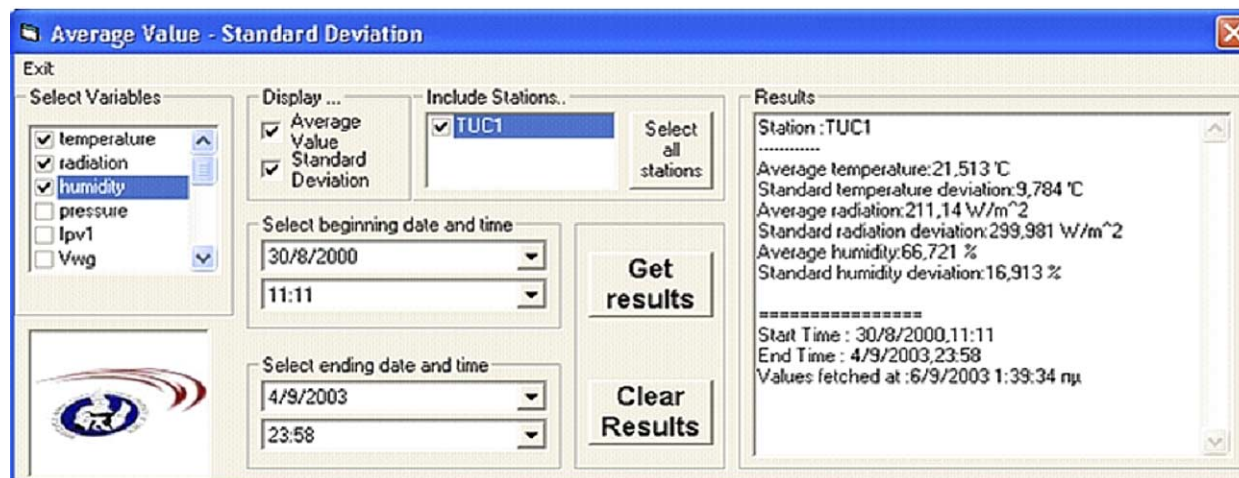 Average Value - Standard Deviation
Exit
Select Variables
temperature
radiation
humidity
pressure
Ipv1
Vwg
Display ...
Average
Value
Standard
Deviation
Include Stations..
TUC1
Select
all
stations
Select beginning date and time
30/8/2000
11:11
Select ending date and time
4/9/2003
23:58
Get
results
Clear
Results
Results
Station :TUC1
------------
Average temperature:21,513 °C
Standard temperature deviation:9,784 °C
Average radiation:211,14 W/m^2
Standard radiation deviation:299,981 W/m^2
Average humidity:66,721 %
Standard humidity deviation:16,913 %
================
Start Time : 30/8/2000,11:11
End Time : 4/9/2003,23:58
Values fetched at :6/9/2003 1:39:34 πμ